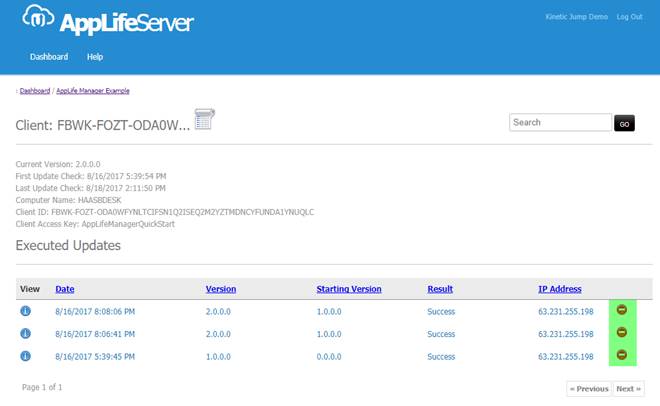 AppLifeServer
Kinetic Jump Demo Log Out
Dashboard Help
: Dashboard / AppLife Manager Example
Client: FBWK-FOZT-ODA0W...
Search GO
Current Version: 2.0.0.0
First Update Check: 8/16/2017 5:39:54 PM
Last Update Check: 8/18/2017 2:11:50 PM
Computer Name: HAASBDESK
Client ID: FBWK-FOZT-ODA0WFYNLTCIFSN1Q2ISEQ2M2YZTMDNCYFUNDA1YNUQLC
Client Access Key: AppLifeManagerQuickStart
Executed Updates
View Date Version Starting Version Result IP Address
8/16/2017 8:08:06 PM 2.0.0.0 1.0.0.0 Success 63.231.255.198
8/16/2017 8:06:41 PM 2.0.0.0 1.0.0.0 Success 63.231.255.198
8/16/2017 5:39:45 PM 1.0.0.0 0.0.0.0 Success 63.231.255.198
Page 1 of 1
« Previous Next »